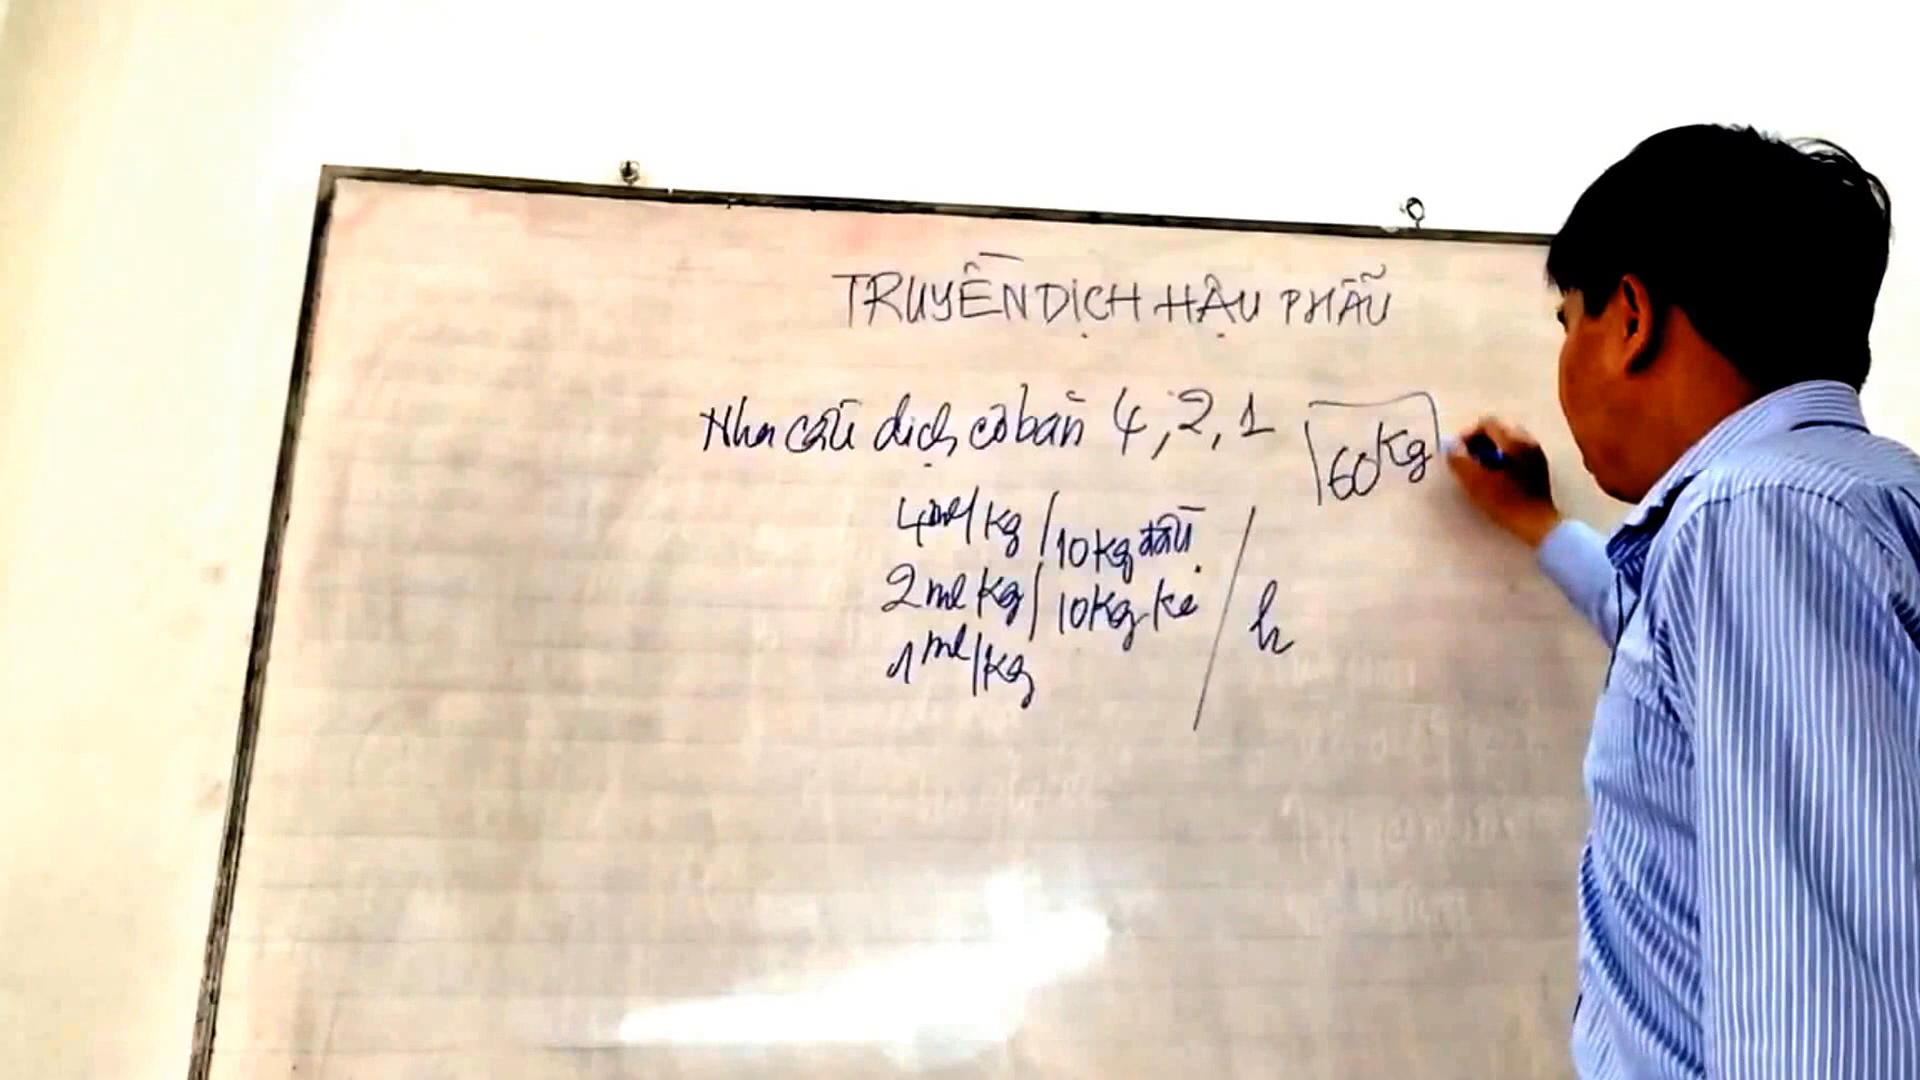 TRUYỀN DỊCH HẬU PHẪU
Nhu cầu dịch cơ bản 4, 2, 1
60kg
4ml/kg/10kg đầu
2ml kg/10kg kế
1ml/kg
/h